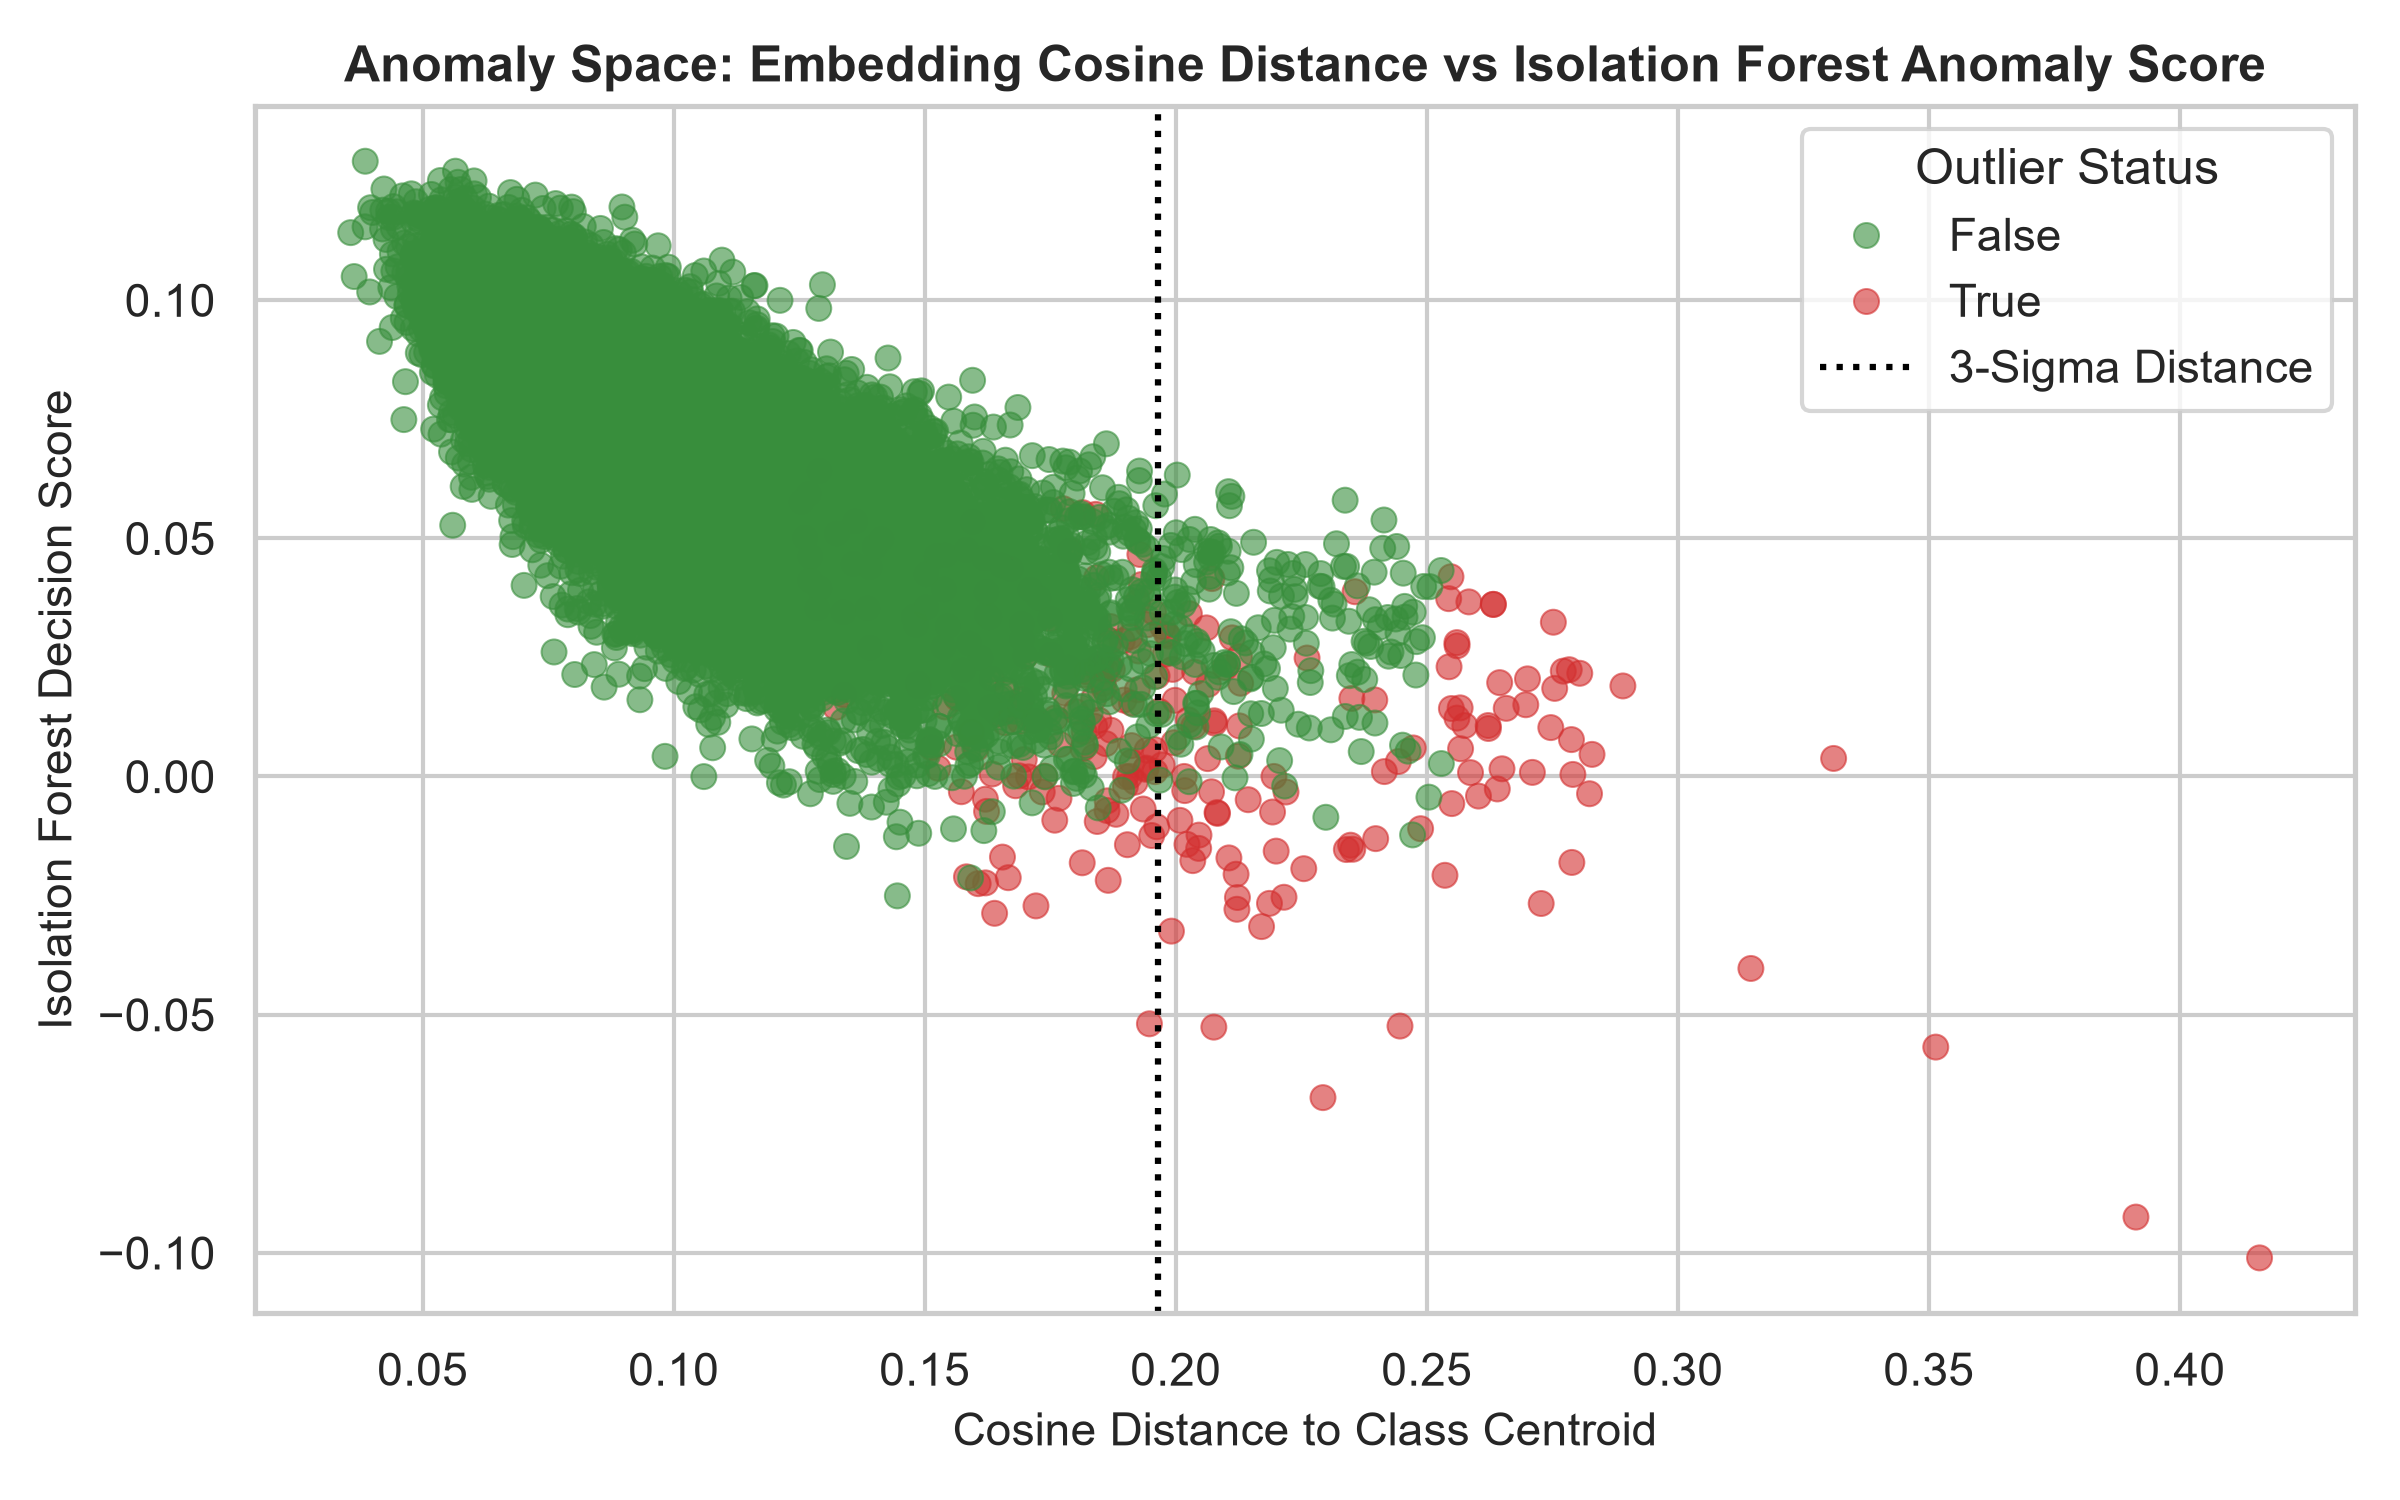 Anomaly Space: Embedding Cosine Distance vs Isolation Forest Anomaly Score
Outlier Status
False
True
3-Sigma Distance
Isolation Forest Decision Score
0.10
0.05
0.00
−0.05
−0.10
0.05 0.10 0.15 0.20 0.25 0.30 0.35 0.40
Cosine Distance to Class Centroid